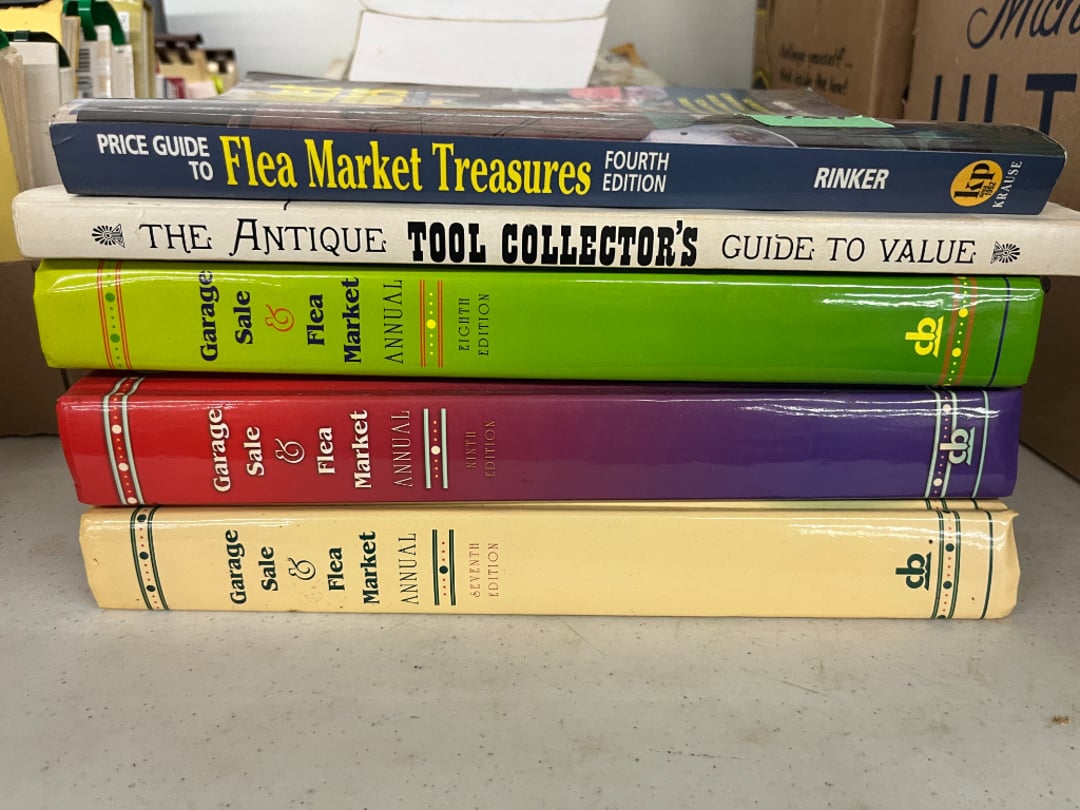 PRICE GUIDE
TO
Flea Market Treasures
FOURTH
EDITION
RINKER
kp
KRAUSE
THE ANTIQUE TOOL COLLECTOR'S GUIDE TO VALUE
Garage
Sale
&
Flea
Market
ANNUAL
EIGHTH
EDITION
cb
Garage
Sale
&
Flea
Market
ANNUAL
NINTH
EDITION
cb
Garage
Sale
&
Flea
Market
ANNUAL
SEVENTH
EDITION
cb